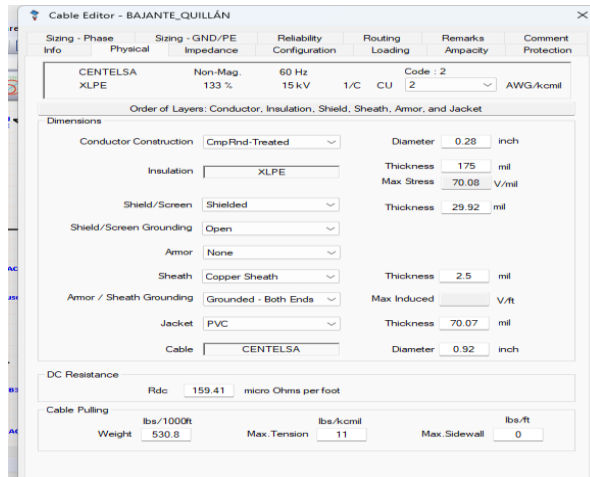 Cable Editor - BAJANTE_QUILLÁN
Sizing - Phase Sizing - GND/PE Reliability Routing Remarks Comment
Info Physical Impedance Configuration Loading Ampacity Protection
CENTELSA Non-Mag. 60 Hz Code : 2
XLPE 133 % 15 kV 1/C CU 2 AWG/kcmil
Order of Layers: Conductor, Insulation, Shield, Sheath, Armor, and Jacket
Dimensions
Conductor Construction CmpRnd-Treated Diameter 0.28 inch
Insulation XLPE Thickness 175 mil
Max Stress 70.08 V/mil
Shield/Screen Shielded Thickness 29.92 mil
Shield/Screen Grounding Open
Armor None
Sheath Copper Sheath Thickness 2.5 mil
Armor / Sheath Grounding Grounded - Both Ends Max Induced V/ft
Jacket PVC Thickness 70.07 mil
Cable CENTELSA Diameter 0.92 inch
DC Resistance
Rdc 159.41 micro Ohms per foot
Cable Pulling
lbs/1000ft lbs/kcmil lbs/ft
Weight 530.8 Max.Tension 11 Max.Sidewall 0